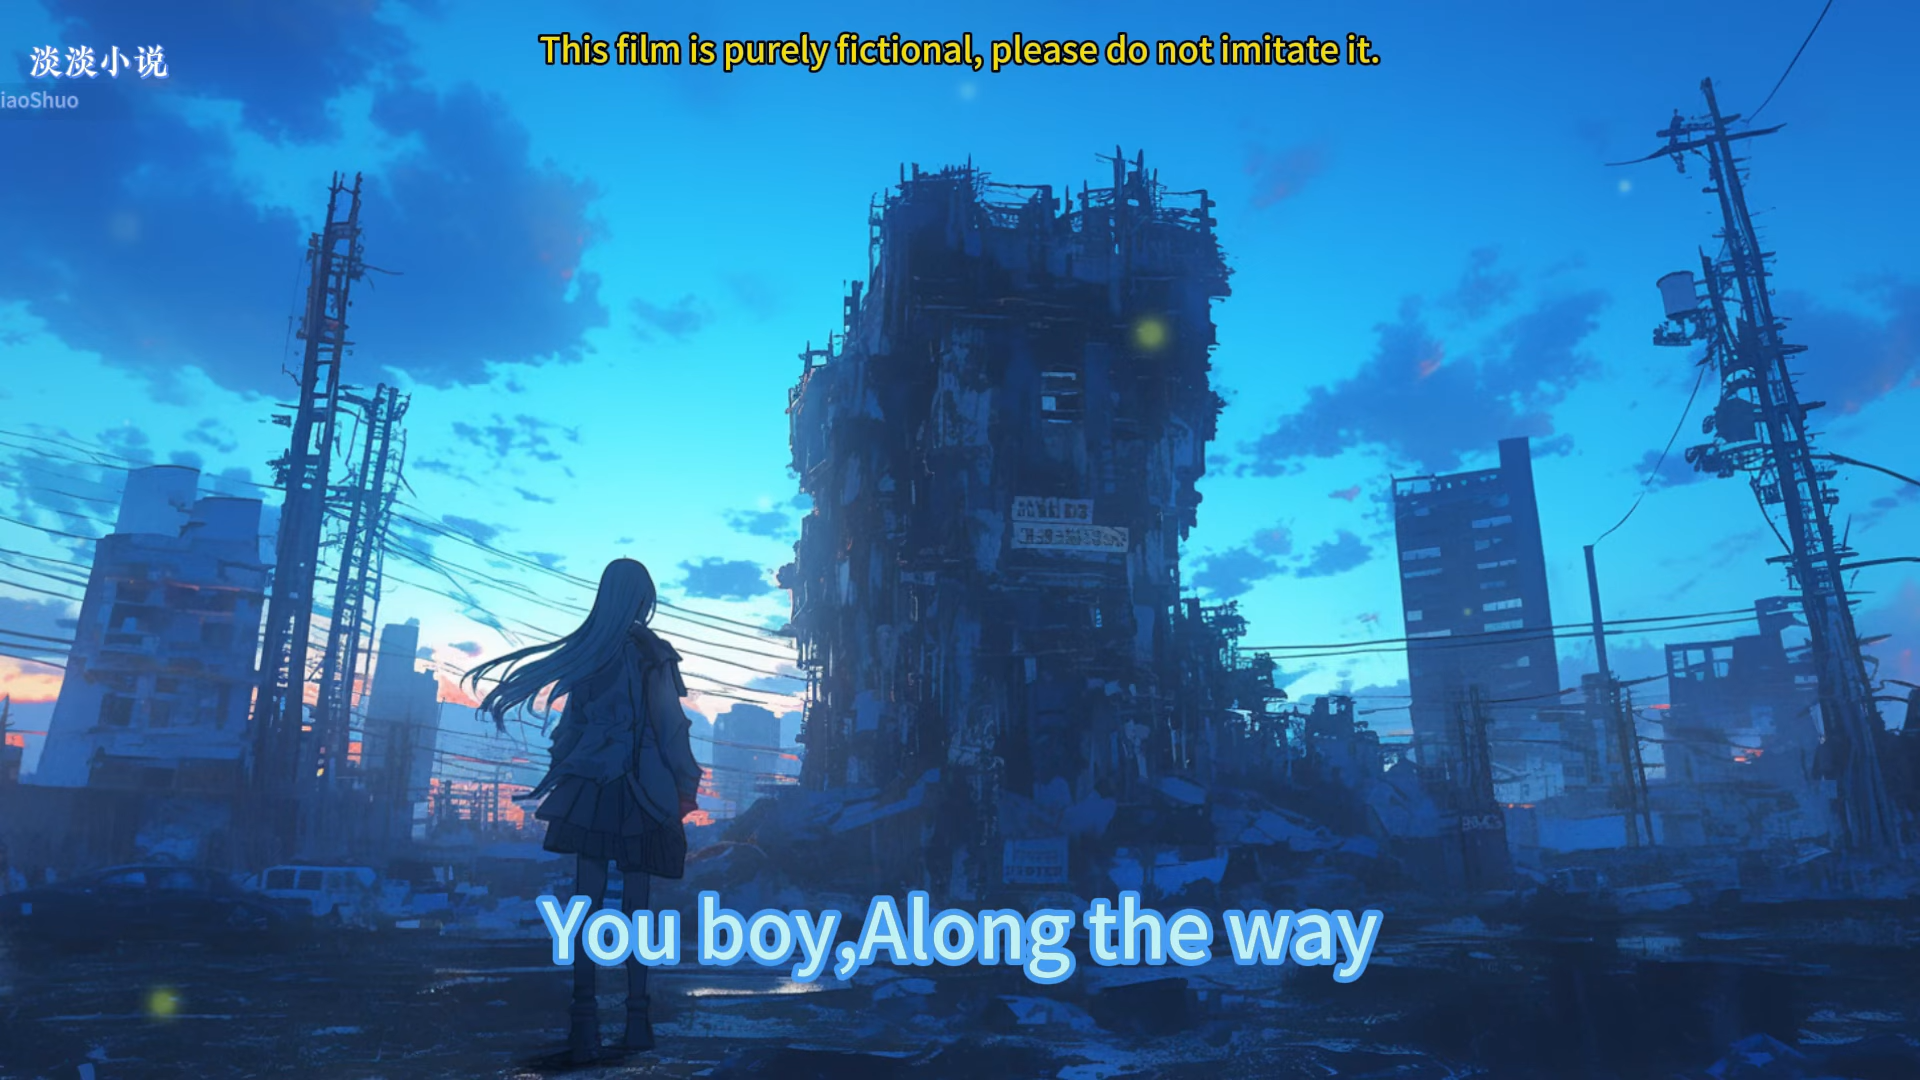 This film is purely fictional, please do not imitate it.
淡淡小说
iaoShuo
You boy,Along the way